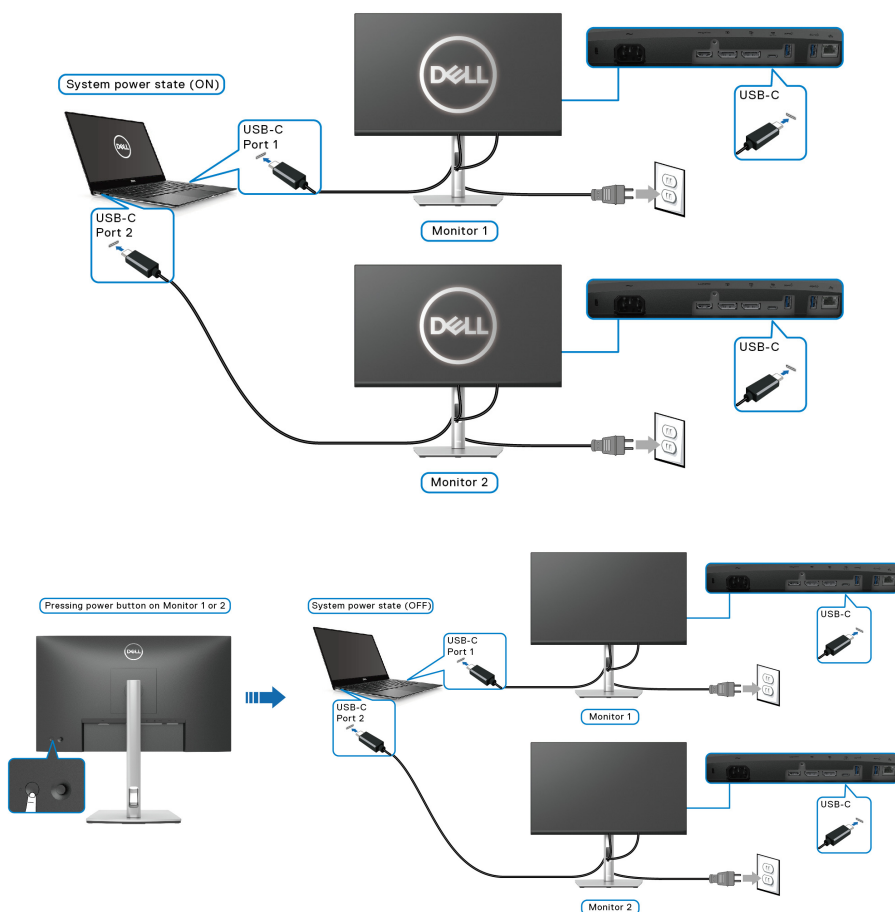 System power state (ON)
DELL
DELL
USB-C
Port 1
USB-C
USB-C
Port 2
Monitor 1
DELL
USB-C
Monitor 2
Pressing power button on Monitor 1 or 2
System power state (OFF)
DELL
USB-C
Port 1
USB-C
USB-C
Port 2
Monitor 1
USB-C
Monitor 2